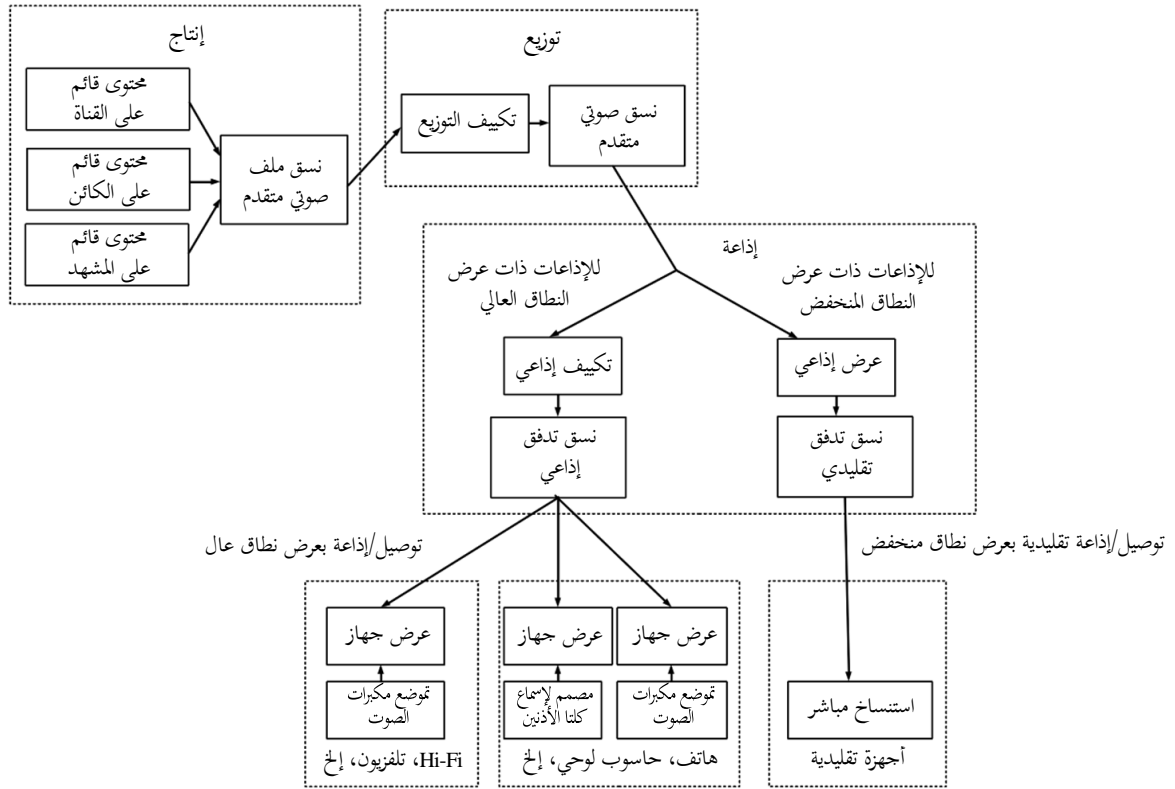 إنتاج
محتوى قائم
على القناة
محتوى قائم
على الكائن
محتوى قائم
على المشهد
نسق ملف
صوتي متقدم
توزيع
تكييف التوزيع
نسق صوتي
متقدم
إذاعة
للإذاعات ذات عرض
النطاق المنخفض
للإذاعات ذات عرض
النطاق العالي
عرض إذاعي
تكييف إذاعي
نسق تدفق
تقليدي
نسق تدفق
إذاعي
توصيل/إذاعة تقليدية بعرض نطاق منخفض
توصيل/إذاعة بعرض نطاق عال
عرض جهاز
تموضع مكبرات
الصوت
Hi-Fi، تلفزيون، إلخ
عرض جهاز
مصمم لإسماع
كلتا الأذنين
عرض جهاز
تموضع مكبرات
الصوت
هاتف، حاسوب لوحي، إلخ
استنساخ مباشر
أجهزة تقليدية